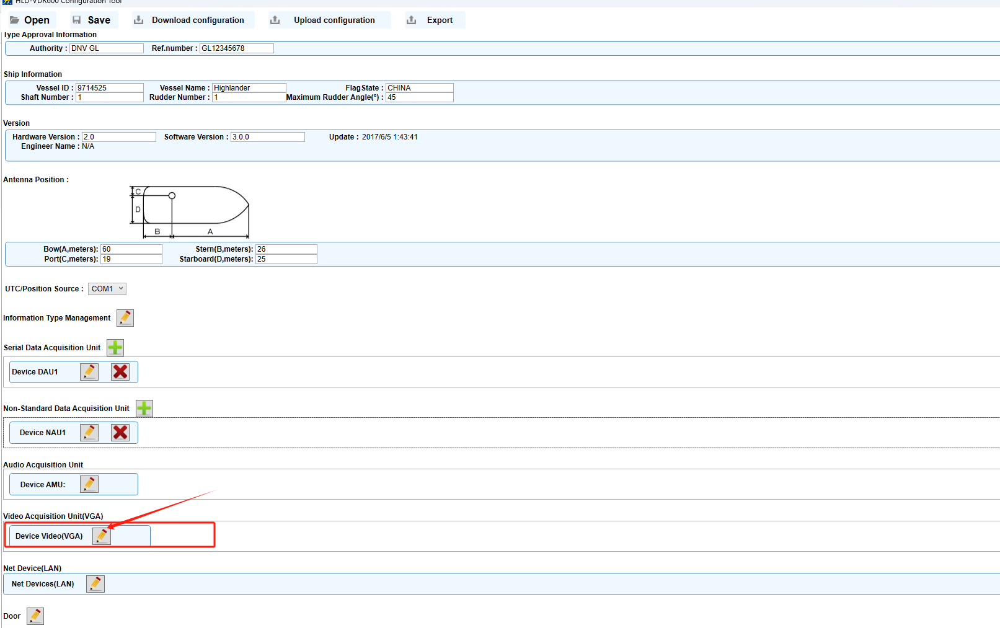 HLD-VDR600 Configuration Tool
Open Save Download configuration Upload configuration Export
Type Approval Information
Authority : DNV GL Ref.number : GL12345678
Ship Information
Vessel ID : 9714525 Vessel Name : Highlander FlagState : CHINA
Shaft Number : 1 Rudder Number : 1 Maximum Rudder Angle(°) : 45
Version
Hardware Version : 2.0 Software Version : 3.0.0 Update : 2017/6/5 1:43:41
Engineer Name : N/A
Antenna Position :
C
D
B A
Bow(A,meters): 60 Stern(B,meters): 26
Port(C,meters): 19 Starboard(D,meters): 25
UTC/Position Source : COM1
Information Type Management
Serial Data Acquisition Unit
Device DAU1
Non-Standard Data Acquisition Unit
Device NAU1
Audio Acquisition Unit
Device AMU:
Video Acquisition Unit(VGA)
Device Video(VGA)
Net Device(LAN)
Net Devices(LAN)
Door